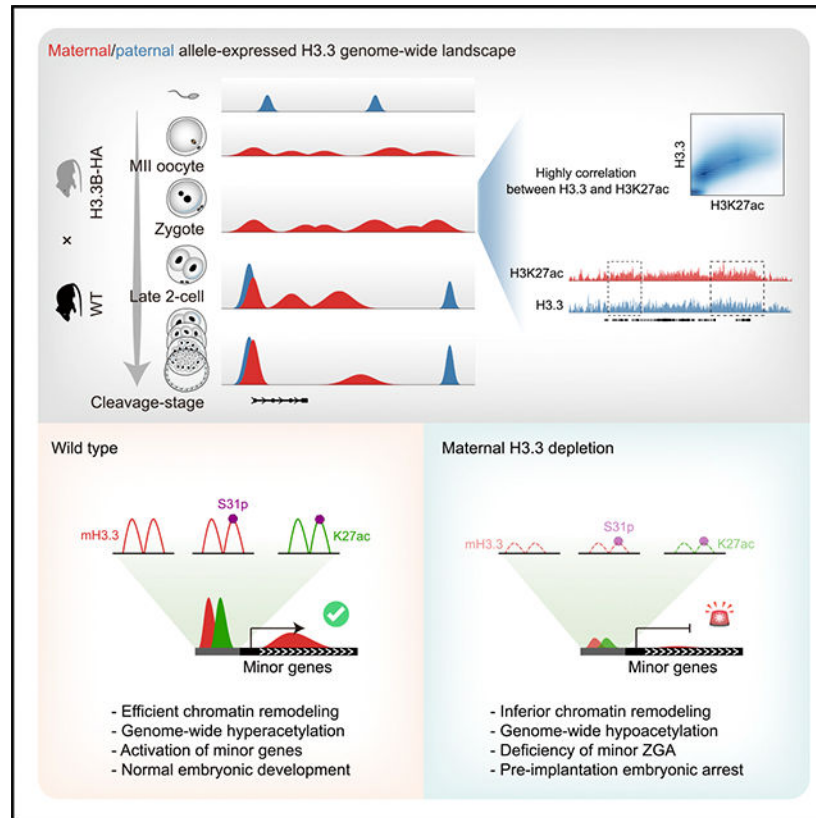 Maternal/paternal allele-expressed H3.3 genome-wide landscape
H3.3B-HA
×
WT
MII oocyte
Zygote
Late 2-cell
Cleavage-stage
Highly correlation
between H3.3 and H3K27ac
H3.3
H3K27ac
H3K27ac
H3.3
Wild type
S31p
mH3.3
K27ac
Minor genes
- Efficient chromatin remodeling
- Genome-wide hyperacetylation
- Activation of minor genes
- Normal embryonic development
Maternal H3.3 depletion
S31p
mH3.3
K27ac
Minor genes
- Inferior chromatin remodeling
- Genome-wide hypoacetylation
- Deficiency of minor ZGA
- Pre-implantation embryonic arrest